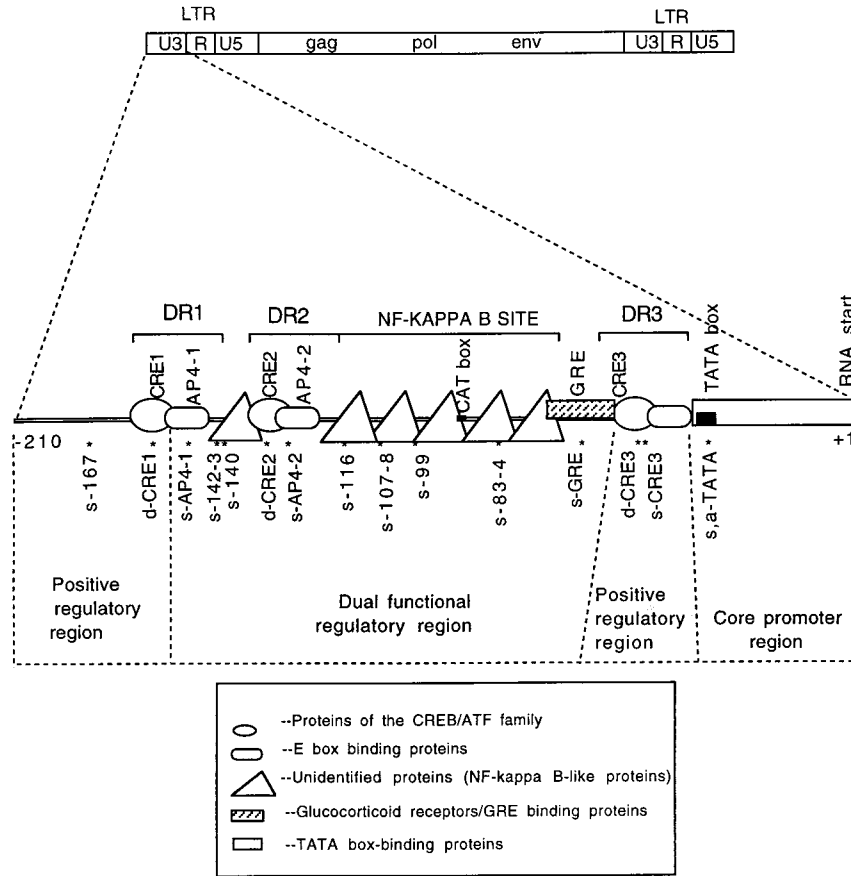 LTR
LTR
U3 R U5 gag pol env U3 R U5
DR1
DR2
NF-KAPPA B SITE
DR3
CRE1
AP4-1
CRE2
AP4-2
CAT box
GRE
CRE3
TATA box
RNA start
-210
+1
s-167
d-CRE1
s-AP4-1
s-142-3
s-140
d-CRE2
s-AP4-2
s-116
s-107-8
s-99
s-83-4
s-GRE
d-CRE3
s-CRE3
s,a-TATA
Positive
regulatory
region
Dual functional
regulatory region
Positive
regulatory
region
Core promoter
region
--Proteins of the CREB/ATF family
--E box binding proteins
--Unidentified proteins (NF-kappa B-like proteins)
--Glucocorticoid receptors/GRE binding proteins
--TATA box-binding proteins